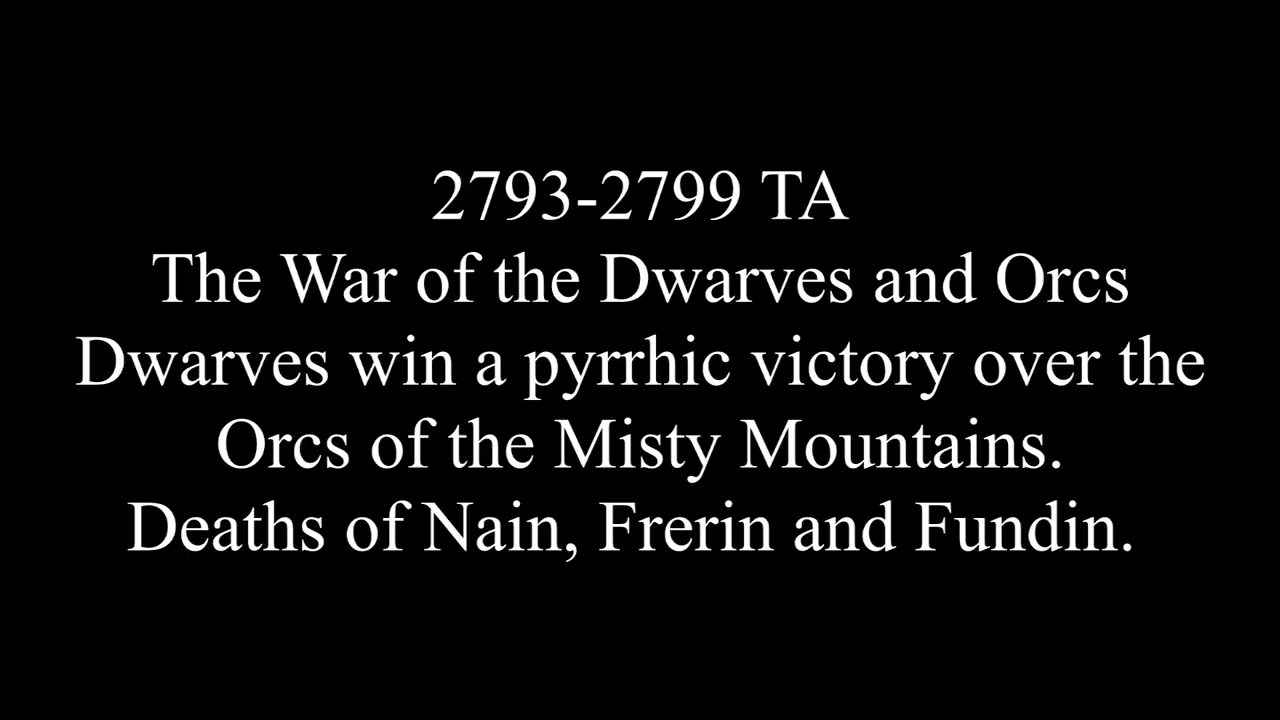 2793-2799 TA
The War of the Dwarves and Orcs
Dwarves win a pyrrhic victory over the
Orcs of the Misty Mountains.
Deaths of Nain, Frerin and Fundin.